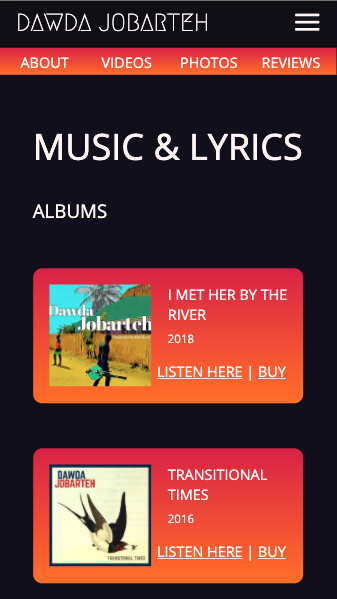 DAWDA JOBARTEH
ABOUT VIDEOS PHOTOS REVIEWS
MUSIC & LYRICS
ALBUMS
Dawda
Jobarteh
I MET HER BY THE
RIVER
2018
LISTEN HERE | BUY
DAWDA
JOBARTEH
TRANSITIONAL TIMES
TRANSITIONAL
TIMES
2016
LISTEN HERE | BUY